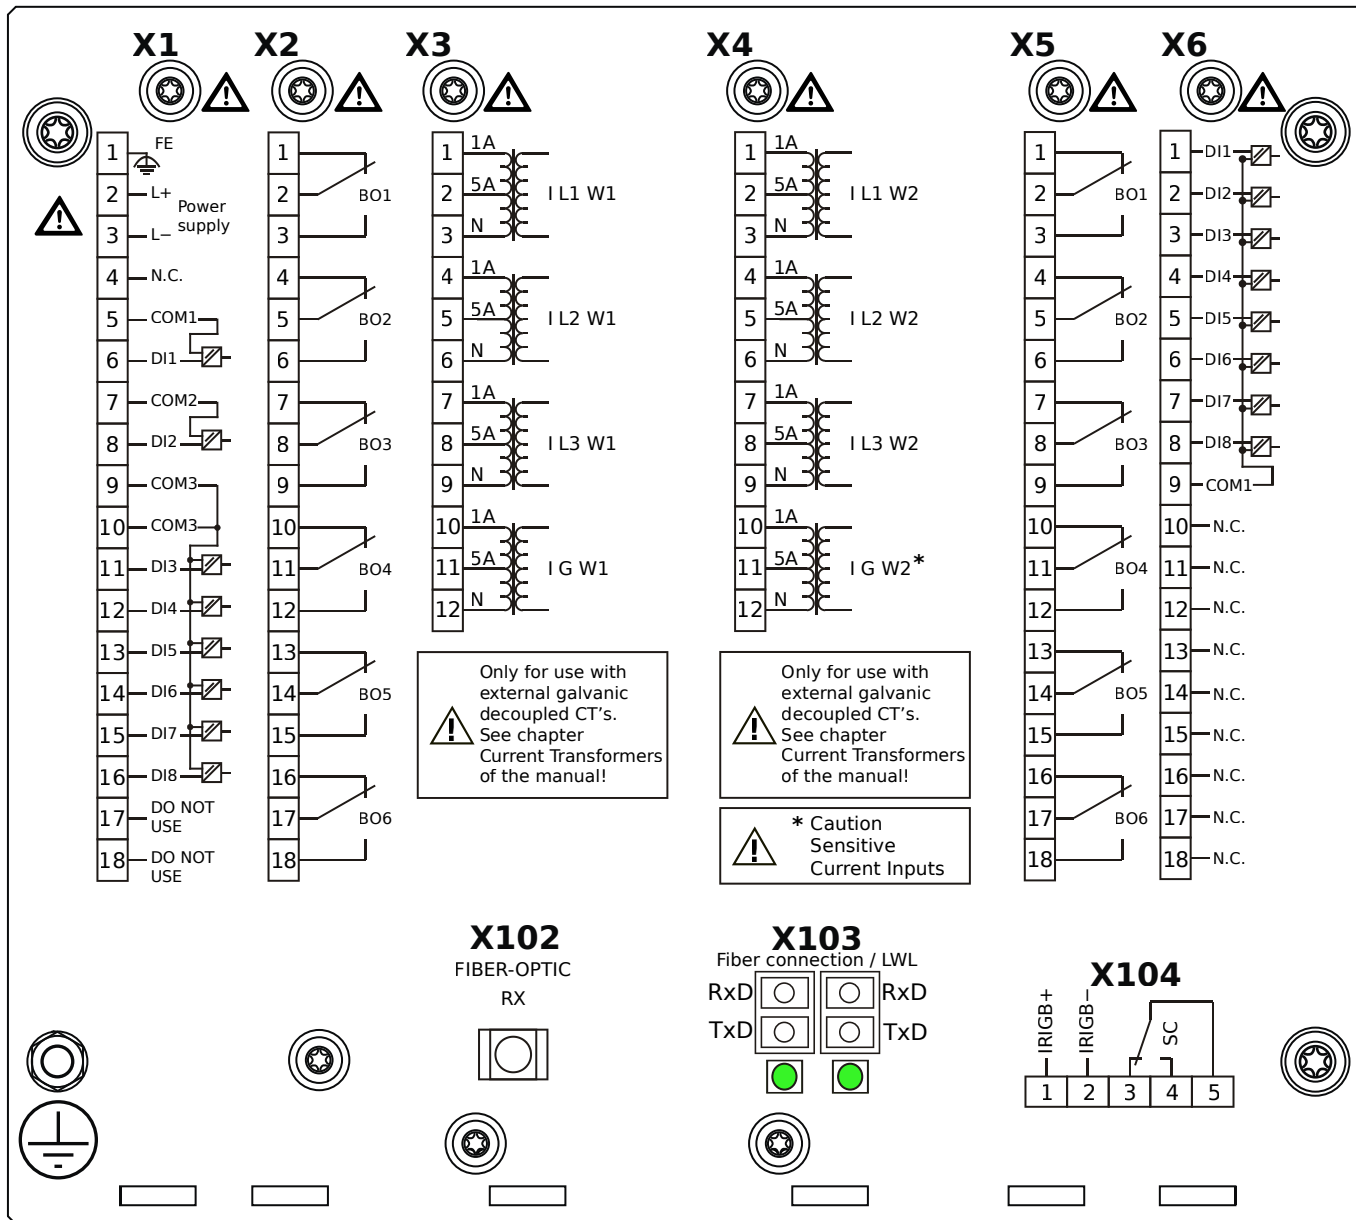 X1 X2 X3 X4 X5 X6
1 FE
2 L+
Power
supply
3 L−
4 N.C.
5 COM1
6 DI1
7 COM2
8 DI2
9 COM3
10 COM3
11 DI3
12 DI4
13 DI5
14 DI6
15 DI7
16 DI8
17 DO NOT
USE
18 DO NOT
USE
1
2 BO1
3
4
5 BO2
6
7
8 BO3
9
10
11 BO4
12
13
14 BO5
15
16
17 BO6
18
1 1A
2 5A I L1 W1
3 N
4 1A
5 5A I L2 W1
6 N
7 1A
8 5A I L3 W1
9 N
10 1A
11 5A I G W1
12 N
Only for use with
external galvanic
decoupled CT's.
See chapter
Current Transformers
of the manual!
1 1A
2 5A I L1 W2
3 N
4 1A
5 5A I L2 W2
6 N
7 1A
8 5A I L3 W2
9 N
10 1A
11 5A I G W2*
12 N
Only for use with
external galvanic
decoupled CT's.
See chapter
Current Transformers
of the manual!
* Caution
Sensitive
Current Inputs
1
2 BO1
3
4
5 BO2
6
7
8 BO3
9
10
11 BO4
12
13
14 BO5
15
16
17 BO6
18
1 DI1
2 DI2
3 DI3
4 DI4
5 DI5
6 DI6
7 DI7
8 DI8
9 COM1
10 N.C.
11 N.C.
12 N.C.
13 N.C.
14 N.C.
15 N.C.
16 N.C.
17 N.C.
18 N.C.
X102
FIBER-OPTIC
RX
X103
Fiber connection / LWL
RxD RxD
TxD TxD
X104
IRIGB+
IRIGB−
SC
1 2 3 4 5